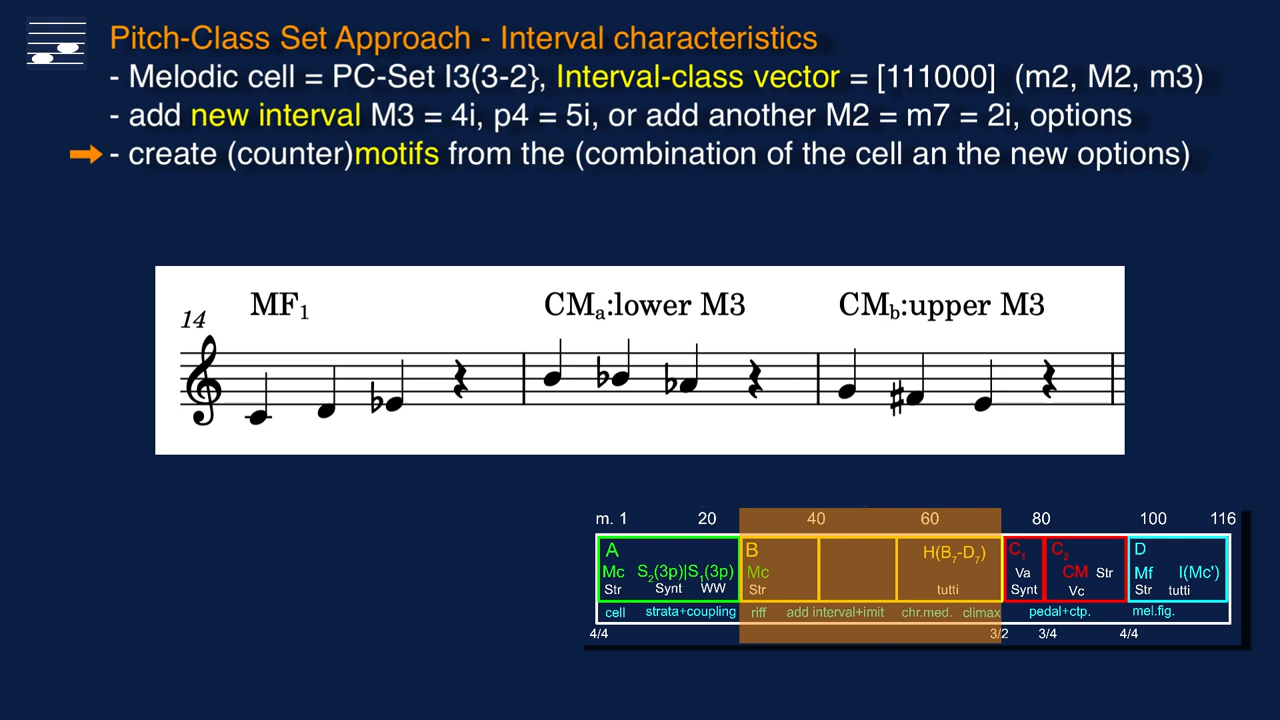 Pitch-Class Set Approach - Interval characteristics
- Melodic cell = PC-Set I3(3-2}, Interval-class vector = [111000] (m2, M2, m3)
- add new interval M3 = 4i, p4 = 5i, or add another M2 = m7 = 2i, options
- create (counter)motifs from the (combination of the cell an the new options)
14 MF₁ CMₐ:lower M3 CM_b:upper M3
m. 1 20 40 60 80 100 116
A B H(B₇-D₇) C₁ C₂ D
Mc S₂(3p)|S₁(3p) Mc Va CM Str Mf I(Mc')
Str Synt WW Str tutti Synt Vc Str tutti
cell strata+coupling riff add interval+imit chr.med. climax pedal+ctp. mel.fig.
4/4 3/2 3/4 4/4